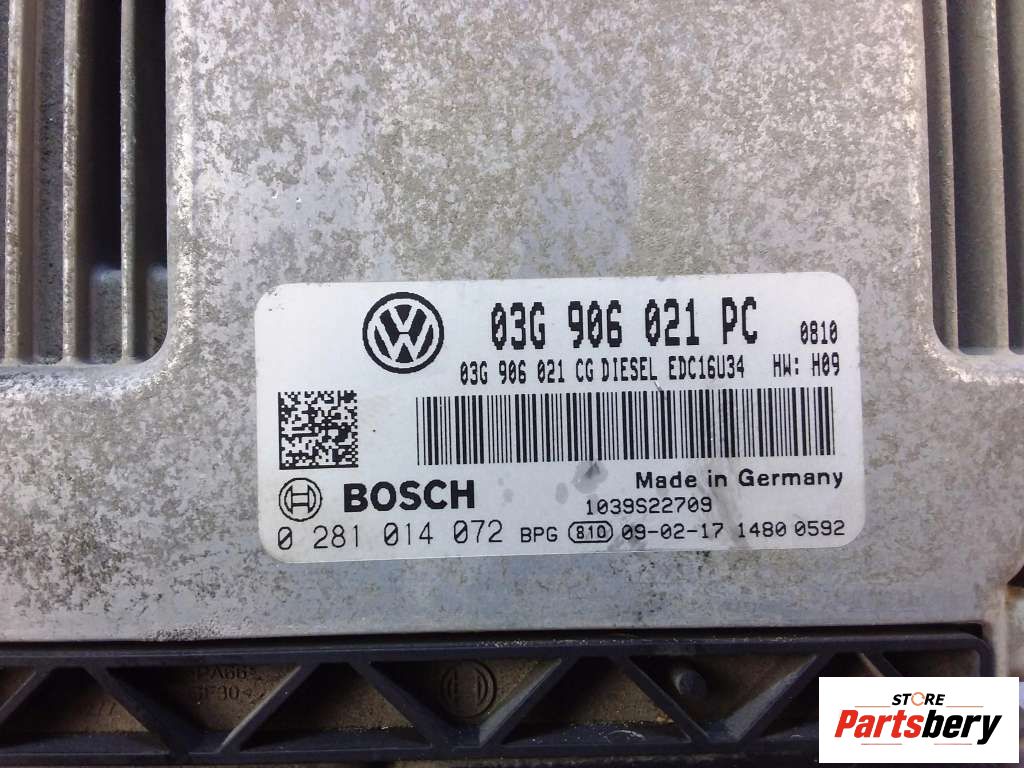 03G 906 021 PC 0810
03G 906 021 CG DIESEL EDC16U34 HW: H09
Made in Germany
BOSCH
1039S22709
0 281 014 072 BPG 810 09-02-17 1480 0592
STORE
Partsbery